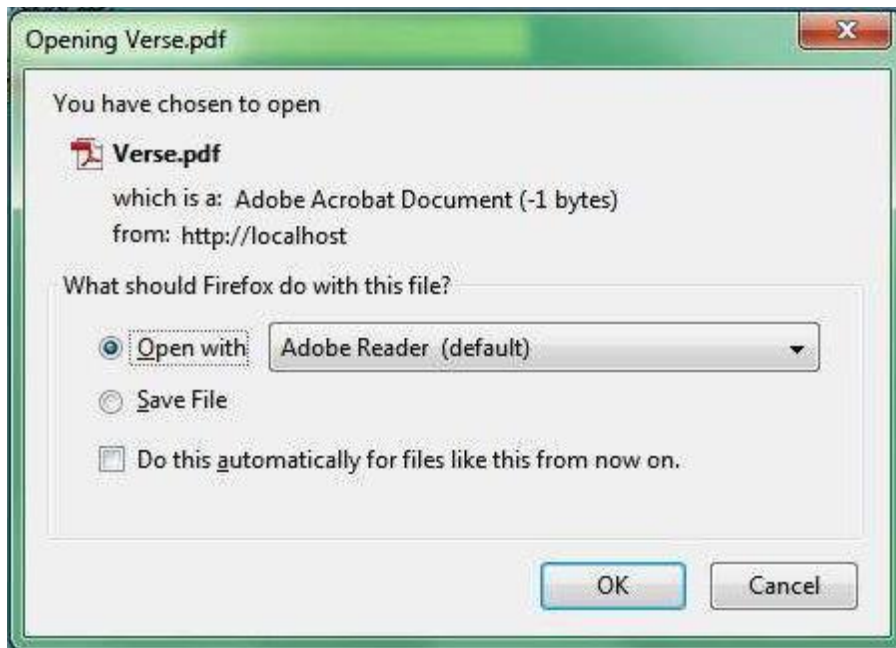 Opening Verse.pdf
You have chosen to open
Verse.pdf
which is a: Adobe Acrobat Document (-1 bytes)
from: http://localhost
What should Firefox do with this file?
Open with Adobe Reader (default)
Save File
Do this automatically for files like this from now on.
OK Cancel